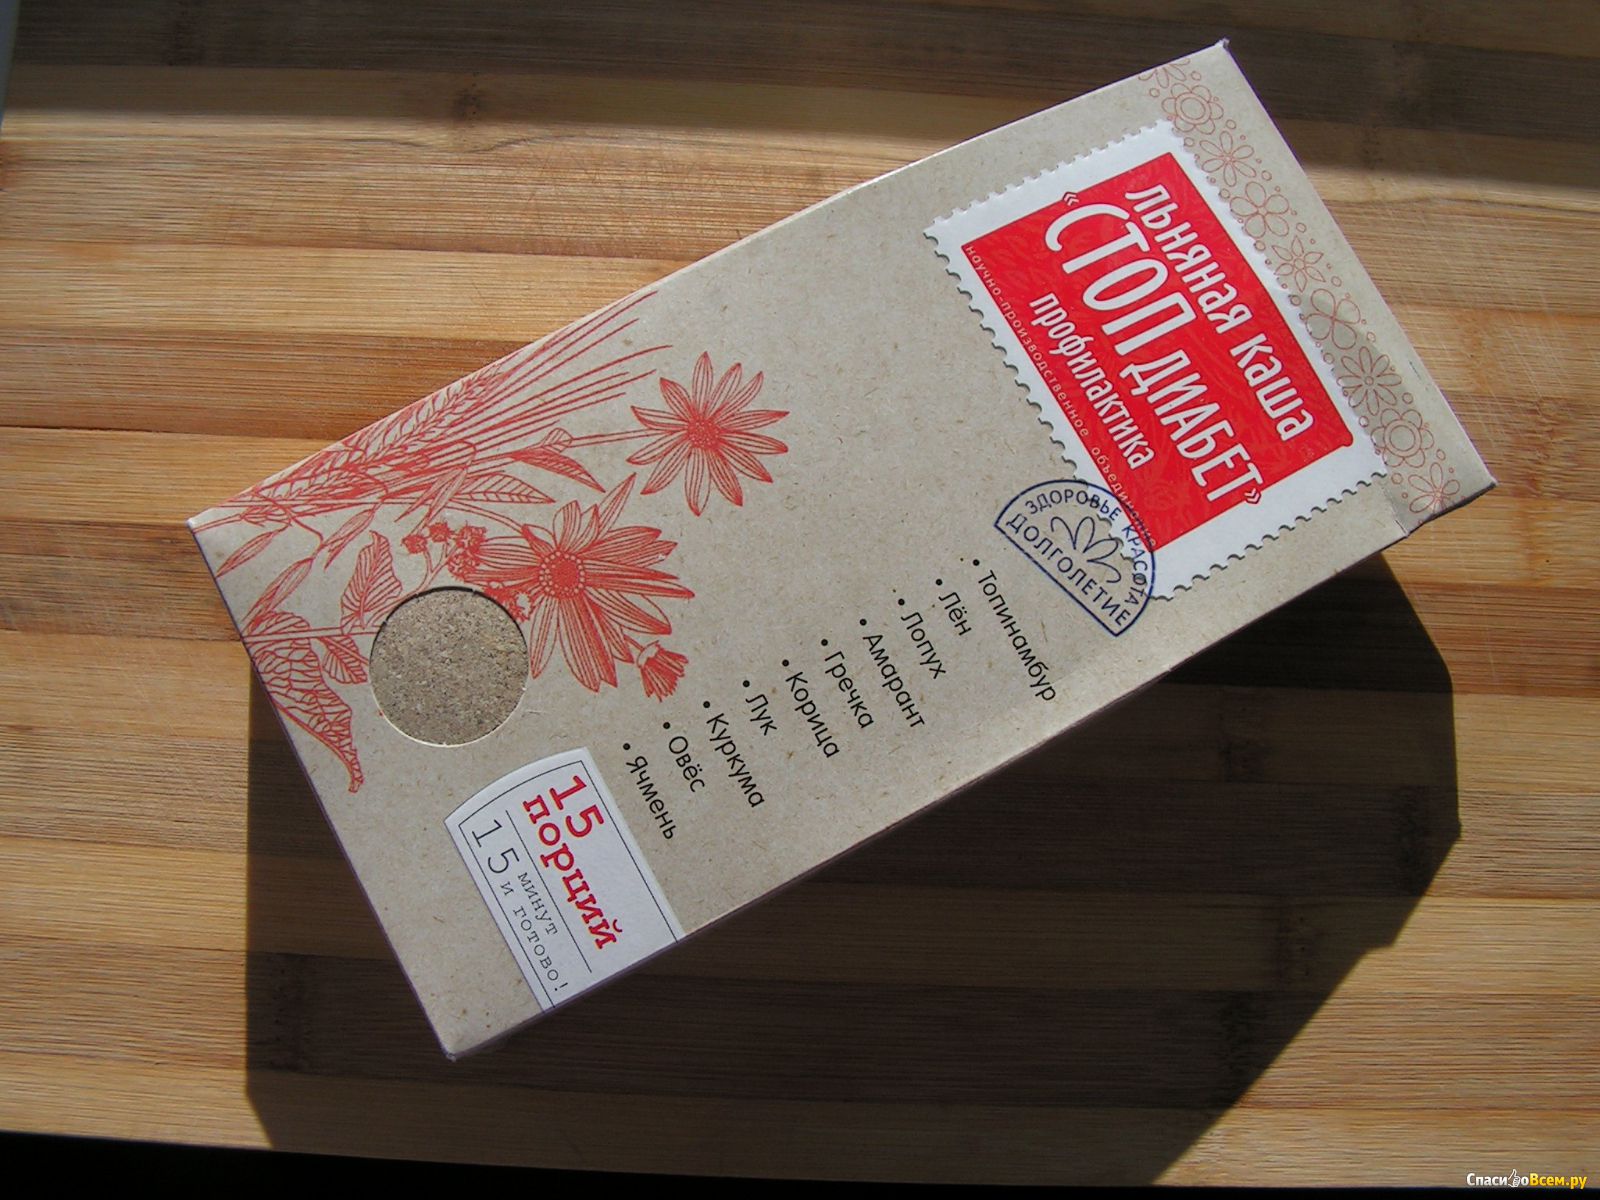 Льняная каша
«СТОП ДИАБЕТ»
профилактика
научно-производственное объединение
ЗДОРОВЬЕ КРАСОТА
ДОЛГОЛЕТИЕ
• Топинамбур
• Лён
• Лопух
• Амарант
• Гречка
• Корица
• Лук
• Куркума
• Овёс
• Ячмень
15
порций
15 минут
и готово!
СпасибоВсем.ру